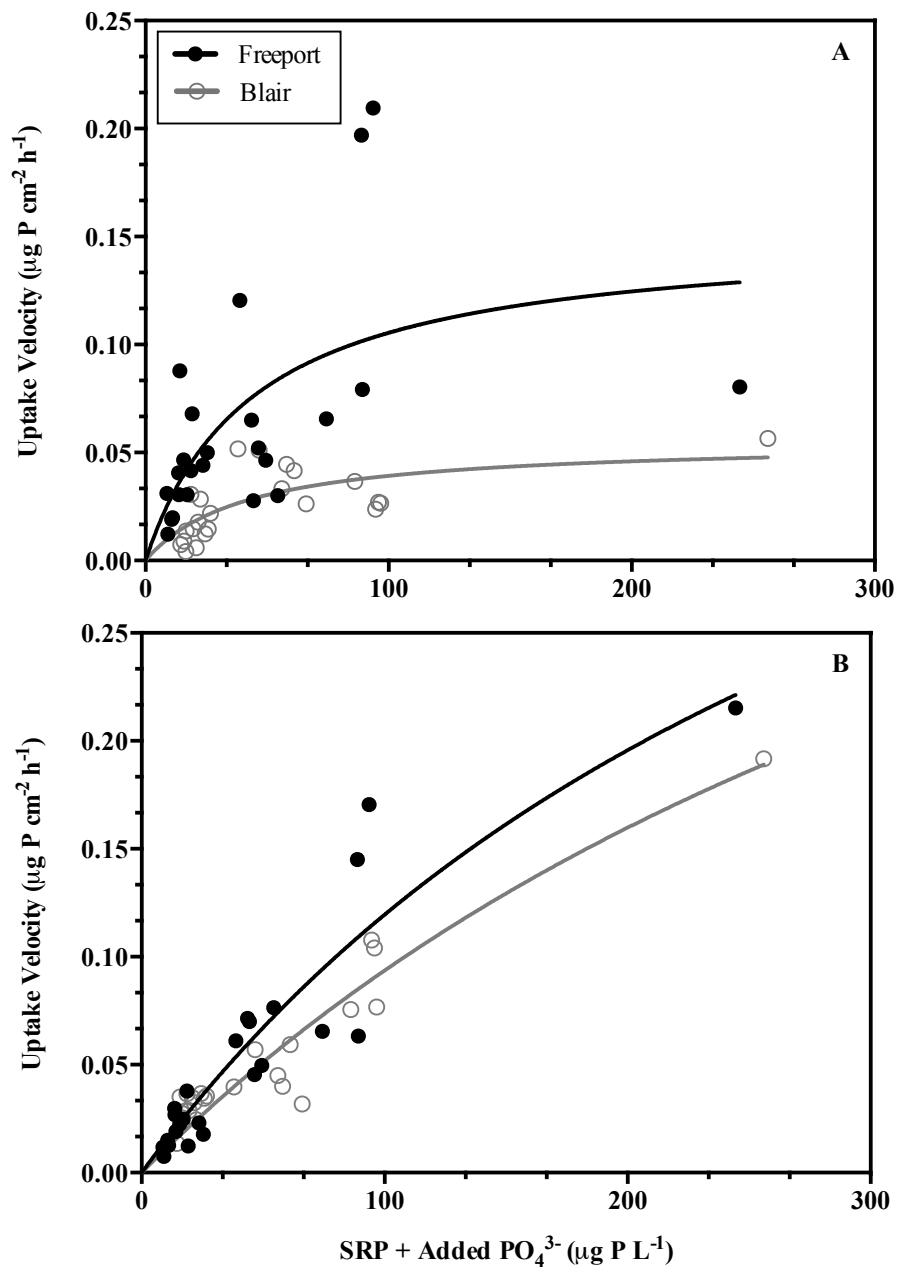 0.25
A
Freeport
Blair
0.20
0.15
0.10
0.05
0.00
0 100 200 300
Uptake Velocity (µg P cm⁻² h⁻¹)
0.25
B
0.20
0.15
0.10
0.05
0.00
0 100 200 300
Uptake Velocity (µg P cm⁻² h⁻¹)
SRP + Added PO₄³⁻ (µg P L⁻¹)